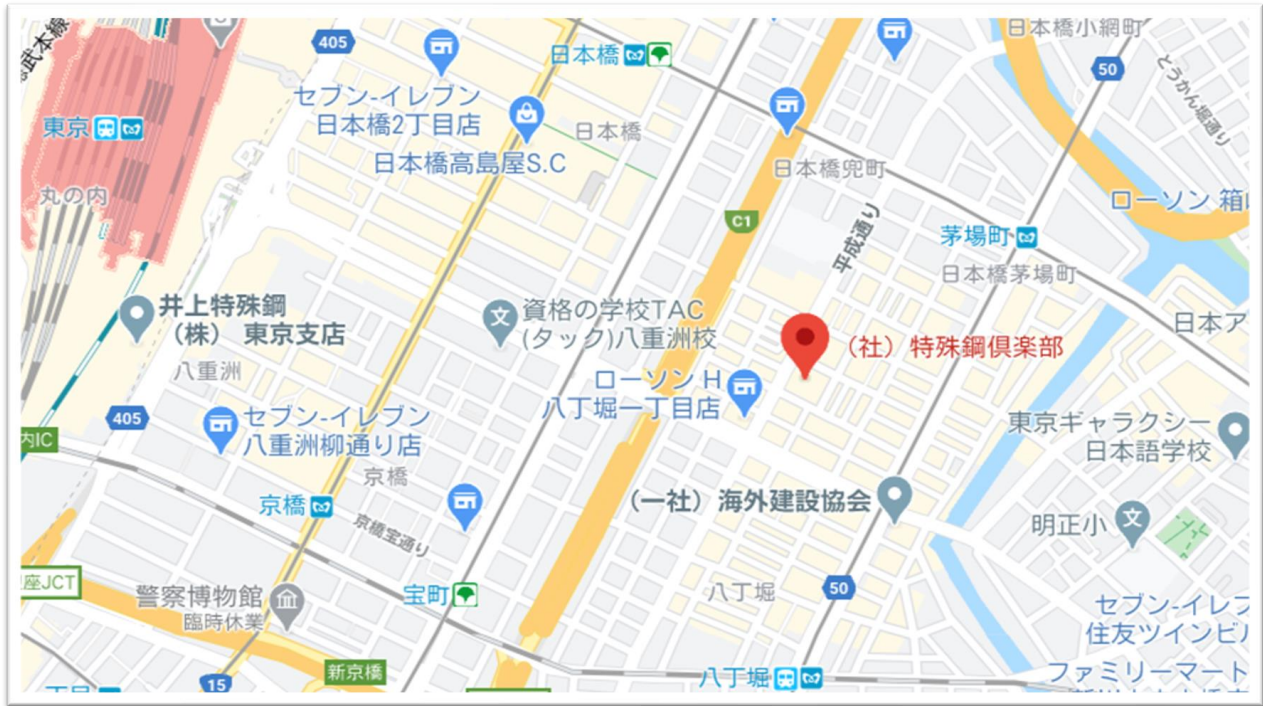 武本線
405
日本橋
日本橋小網町
50
とうかん堀通り
セブン-イレブン
日本橋2丁目店
日本橋
東京
日本橋高島屋S.C
日本橋兜町
丸の内
ローソン 箱
C1
平成通り
茅場町
日本橋茅場町
井上特殊鋼
(株) 東京支店
資格の学校TAC
(タック)八重洲校
日本ア
(社) 特殊鋼倶楽部
八重洲
ローソン H
八丁堀一丁目店
405
セブン-イレブン
八重洲柳通り店
東京ギャラクシー
日本語学校
内IC
京橋
京橋
(一社) 海外建設協会
明正小
京橋宝通り
座JCT
警察博物館
臨時休業
宝町
八丁堀
50
セブン-イレブ
住友ツインビル
新京橋
15
八丁堀
ファミリーマート